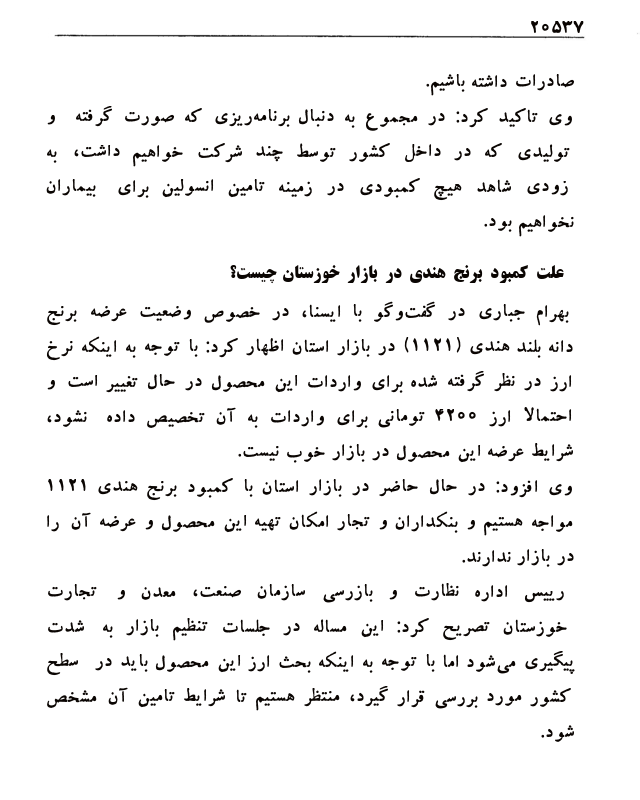 ۲۰۵۳۷
صادرات داشته باشیم.
وی تاکید کرد: در مجموع به دنبال برنامه‌ریزی که صورت گرفته و
تولیدی که در داخل کشور توسط چند شرکت خواهیم داشت، به
زودی شاهد هیچ کمبودی در زمینه تامین انسولین برای بیماران
نخواهیم بود.
علت کمبود برنج هندی در بازار خوزستان چیست؟
بهرام جباری در گفت‌وگو با ایسنا، در خصوص وضعیت عرضه برنج
دانه بلند هندی (۱۱۲۱) در بازار استان اظهار کرد: با توجه به اینکه نرخ
ارز در نظر گرفته شده برای واردات این محصول در حال تغییر است و
احتمالا ارز ۴۲۰۰ تومانی برای واردات به آن تخصیص داده نشود،
شرایط عرضه این محصول در بازار خوب نیست.
وی افزود: در حال حاضر در بازار استان با کمبود برنج هندی ۱۱۲۱
مواجه هستیم و بنکداران و تجار امکان تهیه این محصول و عرضه آن را
در بازار ندارند.
رییس اداره نظارت و بازرسی سازمان صنعت، معدن و تجارت
خوزستان تصریح کرد: این مساله در جلسات تنظیم بازار به شدت
پیگیری می‌شود اما با توجه به اینکه بحث ارز این محصول باید در سطح
کشور مورد بررسی قرار گیرد، منتظر هستیم تا شرایط تامین آن مشخص
شود.